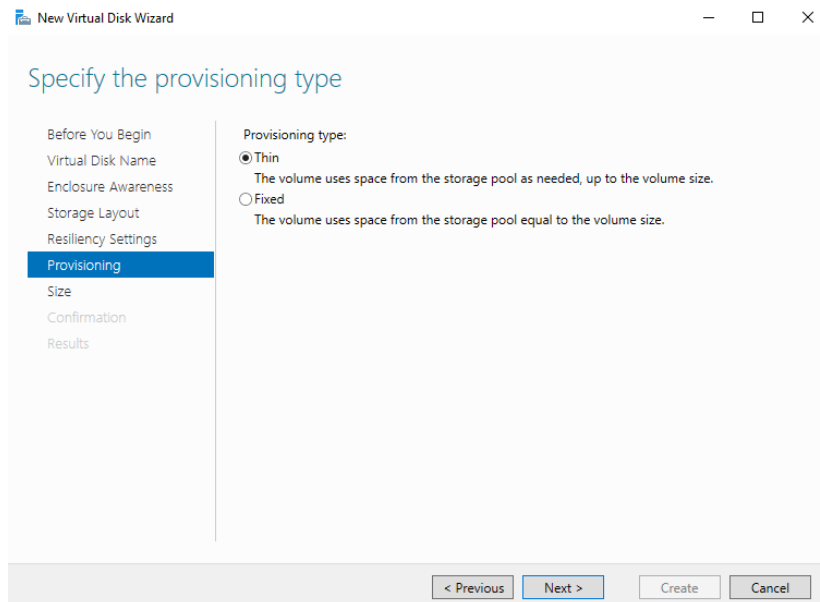 New Virtual Disk Wizard
Specify the provisioning type
Before You Begin
Virtual Disk Name
Enclosure Awareness
Storage Layout
Resiliency Settings
Provisioning
Size
Confirmation
Results
Provisioning type:
Thin
The volume uses space from the storage pool as needed, up to the volume size.
Fixed
The volume uses space from the storage pool equal to the volume size.
< Previous
Next >
Create
Cancel